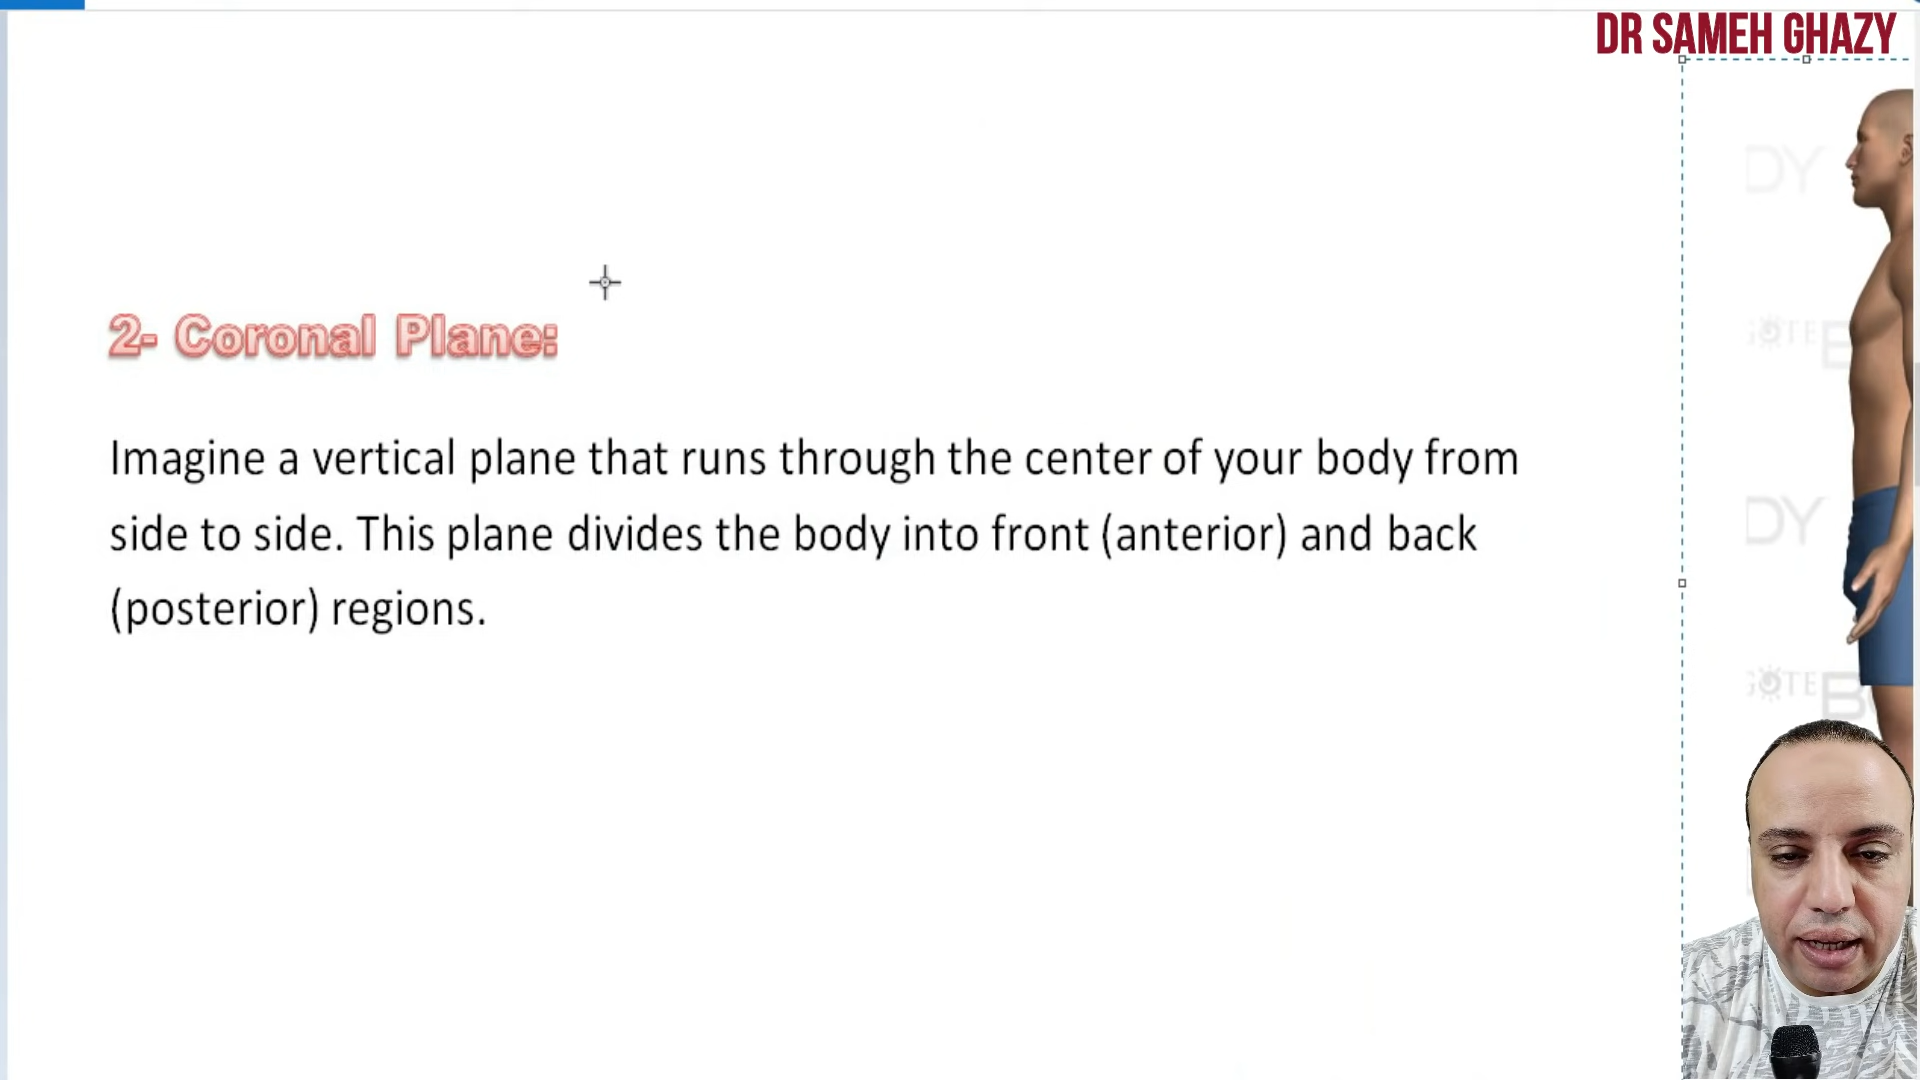 DR SAMEH GHAZY
2- Coronal Plane:
Imagine a vertical plane that runs through the center of your body from
side to side. This plane divides the body into front (anterior) and back
(posterior) regions.